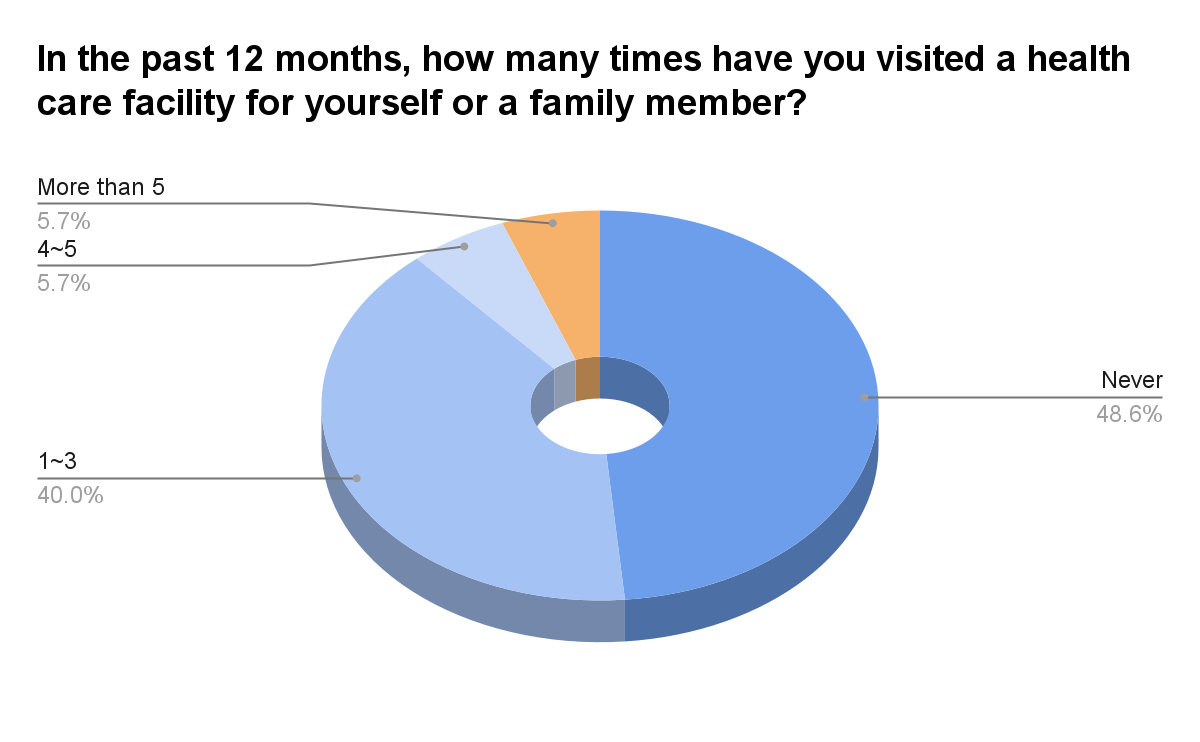 In the past 12 months, how many times have you visited a health
care facility for yourself or a family member?
More than 5
5.7%
4~5
5.7%
Never
48.6%
1~3
40.0%